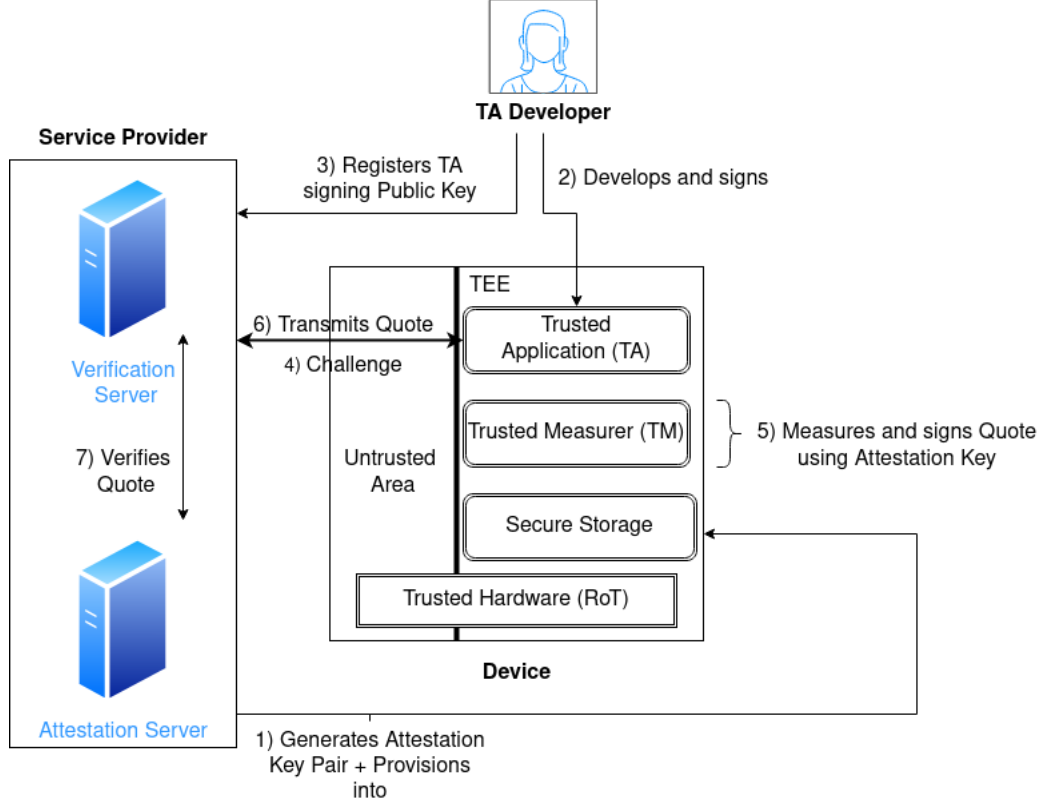 TA Developer
Service Provider
3) Registers TA
signing Public Key
2) Develops and signs
TEE
Trusted
Application (TA)
6) Transmits Quote
4) Challenge
Verification
Server
Trusted Measurer (TM)
5) Measures and signs Quote
using Attestation Key
7) Verifies
Quote
Untrusted
Area
Secure Storage
Trusted Hardware (RoT)
Device
Attestation Server
1) Generates Attestation
Key Pair + Provisions
into